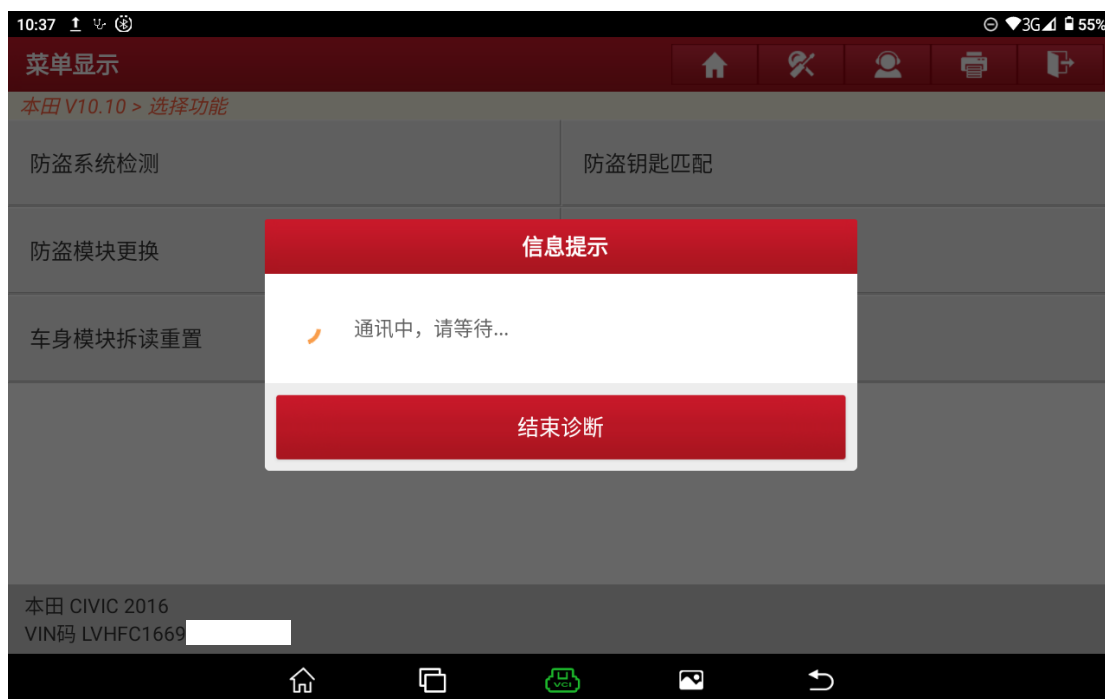 10:37
3G
55%
菜单显示
本田 V10.10 > 选择功能
防盗系统检测
防盗钥匙匹配
防盗模块更换
信息提示
车身模块拆读重置
通讯中，请等待...
结束诊断
本田 CIVIC 2016
VIN码 LVHFC1669
VCI